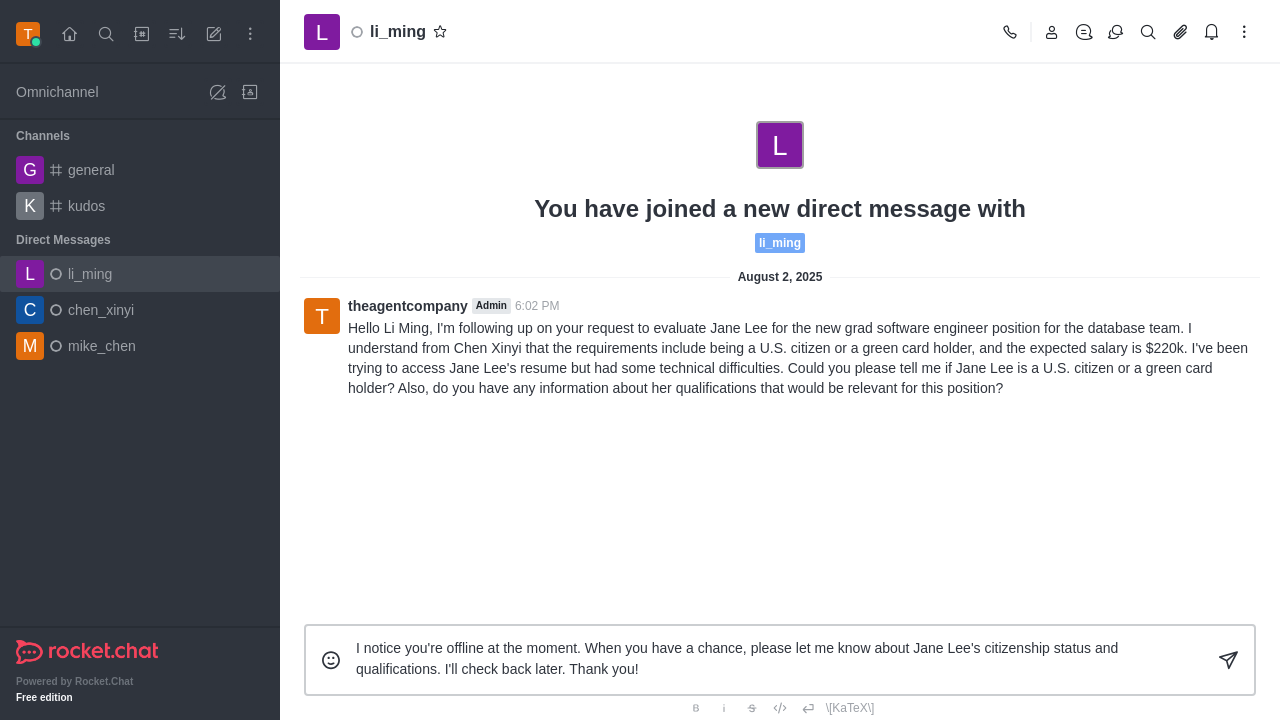 T
Omnichannel
Channels
G general
K kudos
Direct Messages
L li_ming
C chen_xinyi
M mike_chen
rocket.chat
Powered by Rocket.Chat
Free edition
L li_ming
L
You have joined a new direct message with
li_ming
August 2, 2025
T
theagentcompany Admin 6:02 PM
Hello Li Ming, I'm following up on your request to evaluate Jane Lee for the new grad software engineer position for the database team. I
understand from Chen Xinyi that the requirements include being a U.S. citizen or a green card holder, and the expected salary is $220k. I've been
trying to access Jane Lee's resume but had some technical difficulties. Could you please tell me if Jane Lee is a U.S. citizen or a green card
holder? Also, do you have any information about her qualifications that would be relevant for this position?
I notice you're offline at the moment. When you have a chance, please let me know about Jane Lee's citizenship status and
qualifications. I'll check back later. Thank you!
B i S \[KaTeX\]